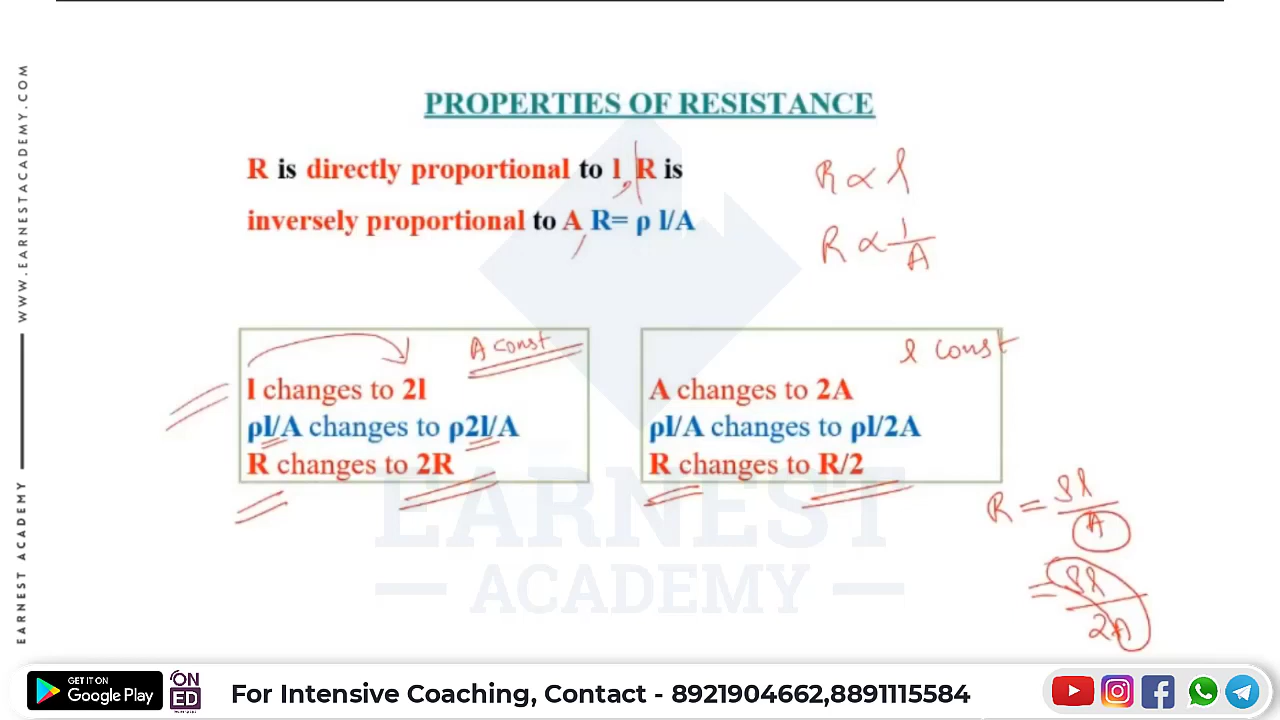 PROPERTIES OF RESISTANCE
R is directly proportional to l, R is
inversely proportional to A, R= ρ l/A
R ∝ l
R ∝ 1/A
A const
l changes to 2l
ρl/A changes to ρ2l/A
R changes to 2R
l const
A changes to 2A
ρl/A changes to ρl/2A
R changes to R/2
R = ρl/A
= ρl/2A
EARNEST
ACADEMY
EARNEST ACADEMY
WWW.EARNESTACADEMY.COM
GET IT ON
Google Play
ON
ED
For Intensive Coaching, Contact - 8921904662,8891115584